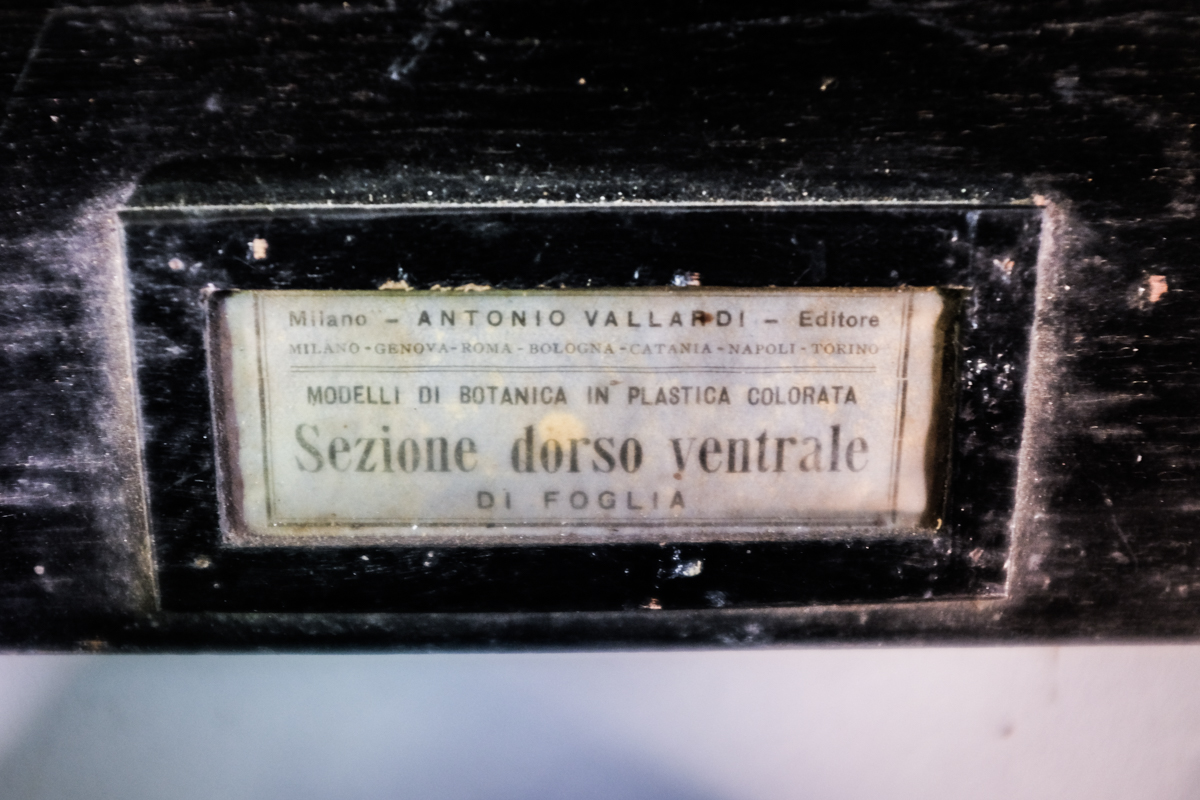 Milano - ANTONIO VALLARDI - Editore
MILANO-GENOVA-ROMA-BOLOGNA-CATANIA-NAPOLI-TORINO
MODELLI DI BOTANICA IN PLASTICA COLORATA
Sezione dorso ventrale
DI FOGLIA